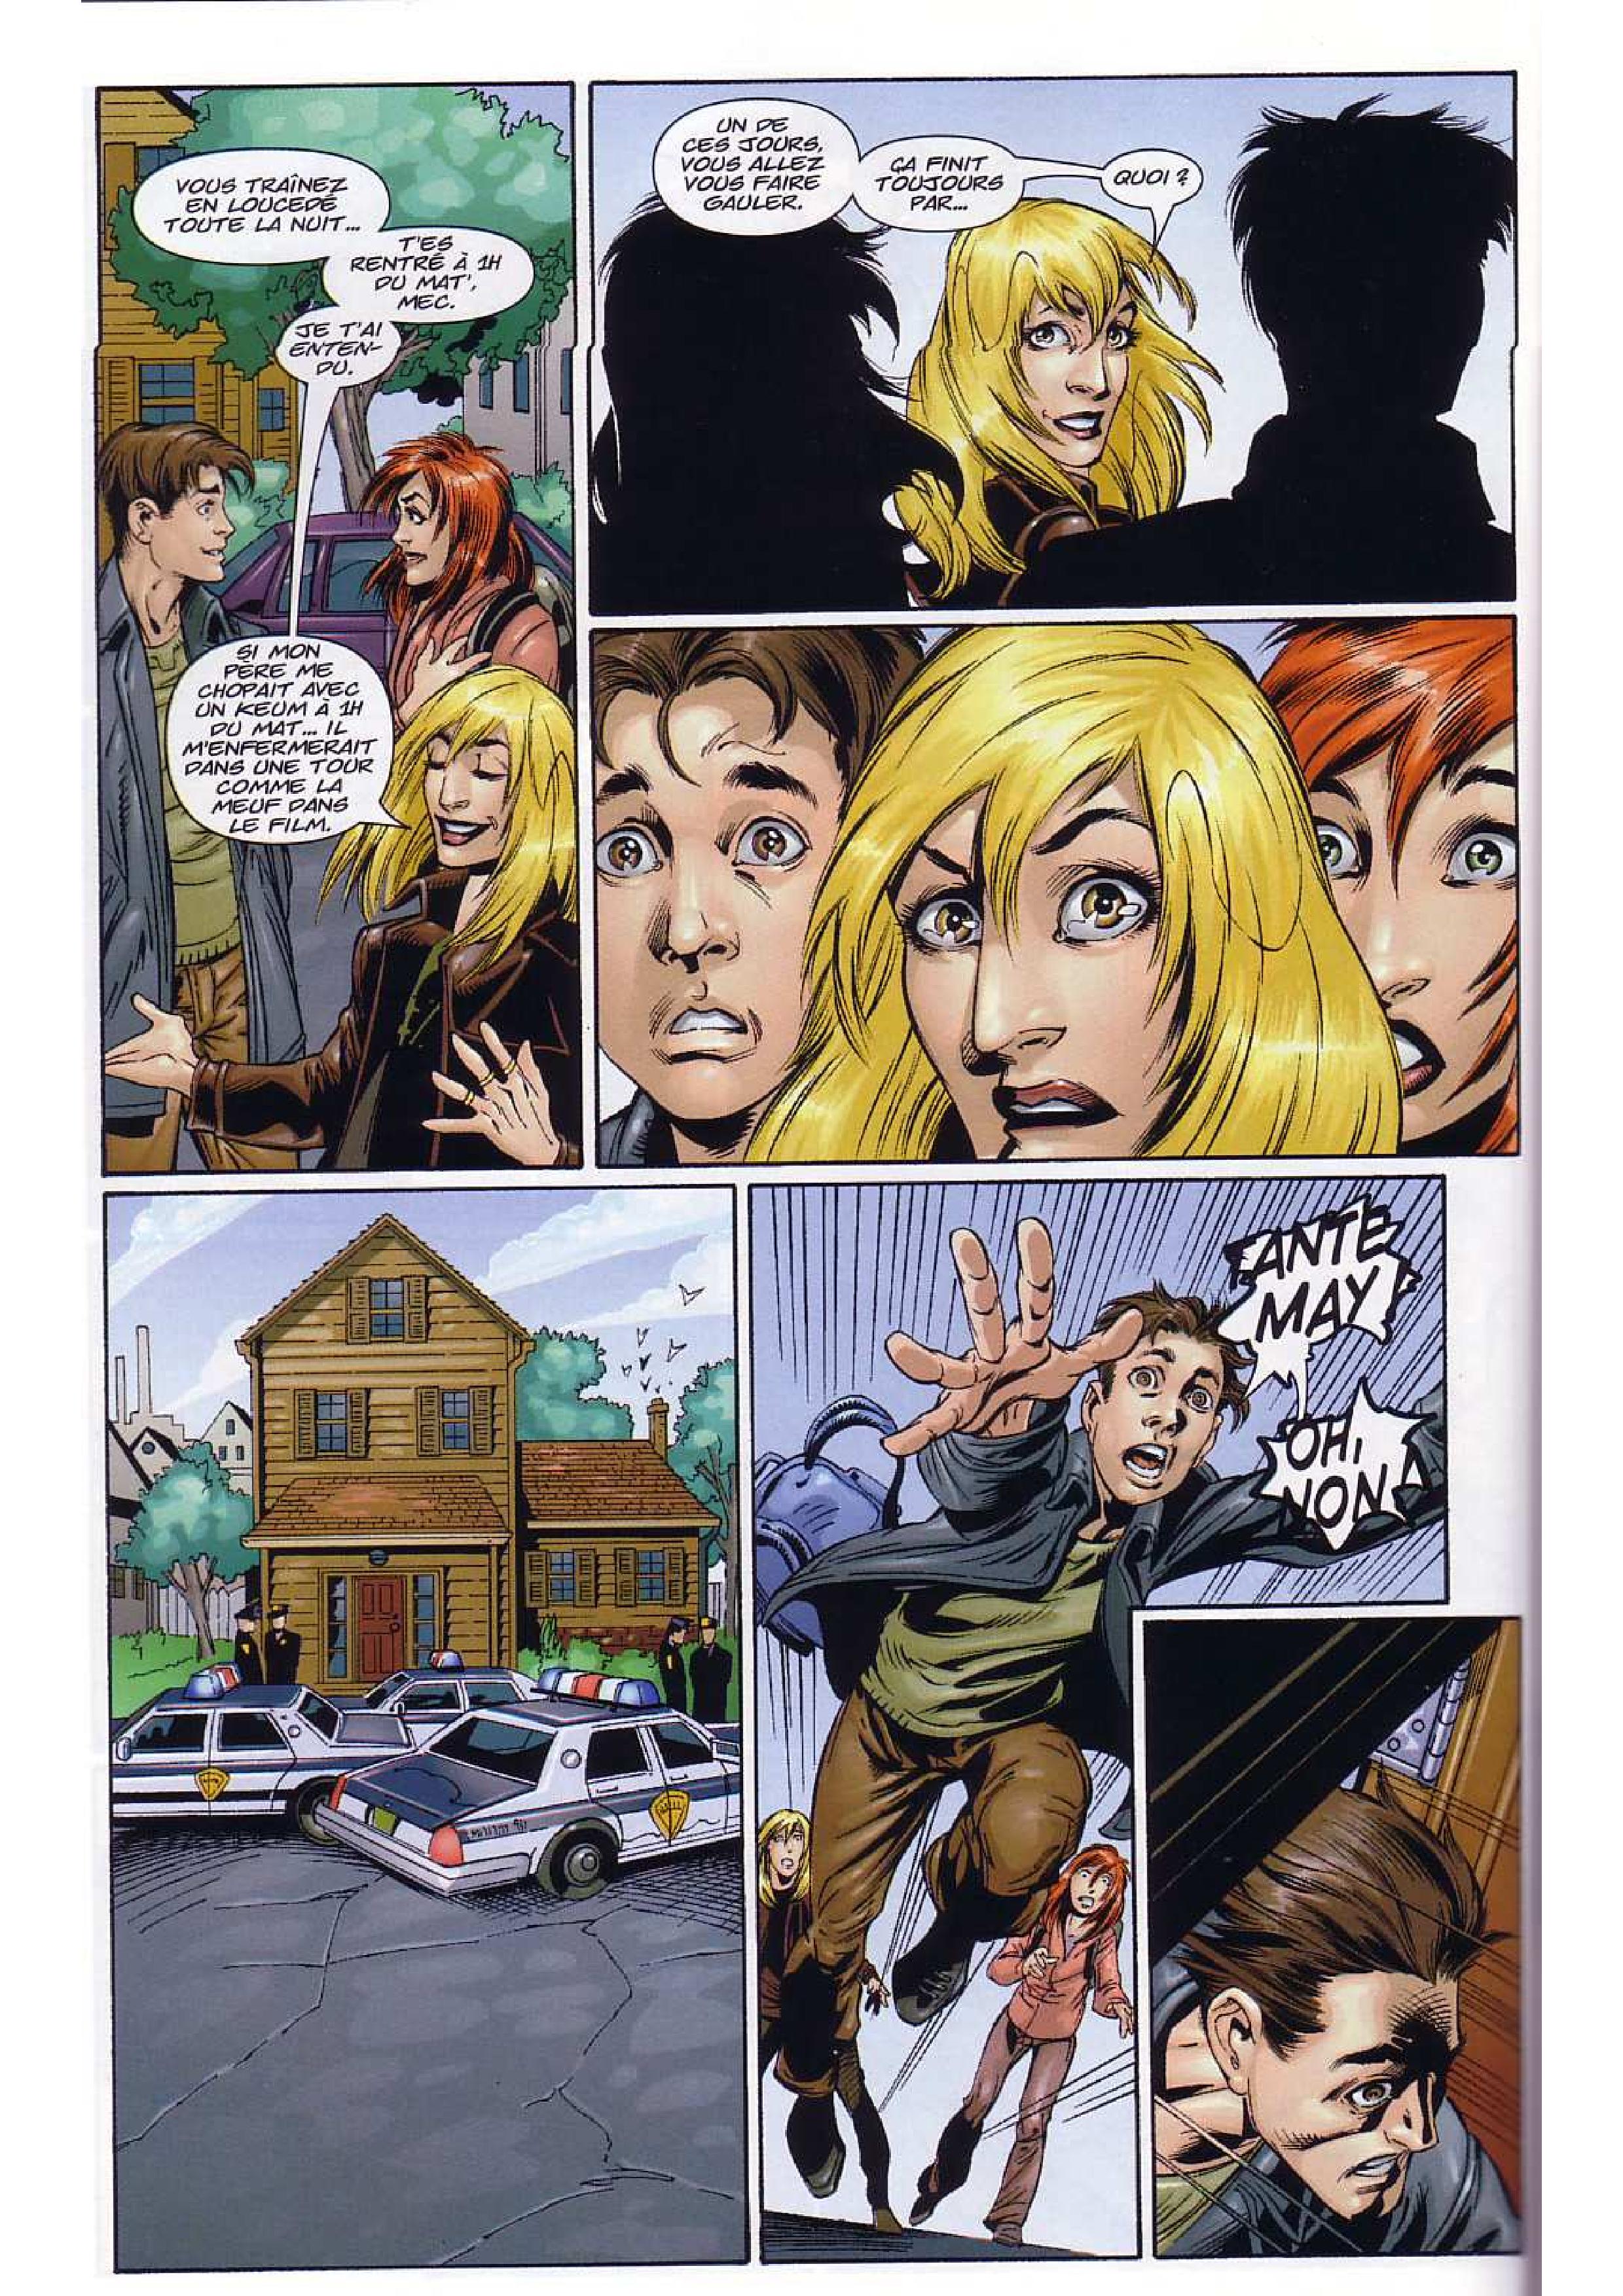 VOUS TRAÎNEZ
EN LOUCEDÉ
TOUTE LA NUIT...
T'ES
RENTRÉ À 1H
DU MAT',
MEC.
JE T'AI
ENTEN-
DU.
SI MON
PÈRE ME
CHOPAIT AVEC
UN KEUM À 1H
DU MAT... IL
M'ENFERMERAIT
DANS UNE TOUR
COMME LA
MEUF DANS
LE FILM.
UN DE
CES JOURS,
VOUS ALLEZ
VOUS FAIRE
GAULER.
ÇA FINIT
TOUJOURS
PAR...
QUOI ?
TANTE
MAY
OH,
NON